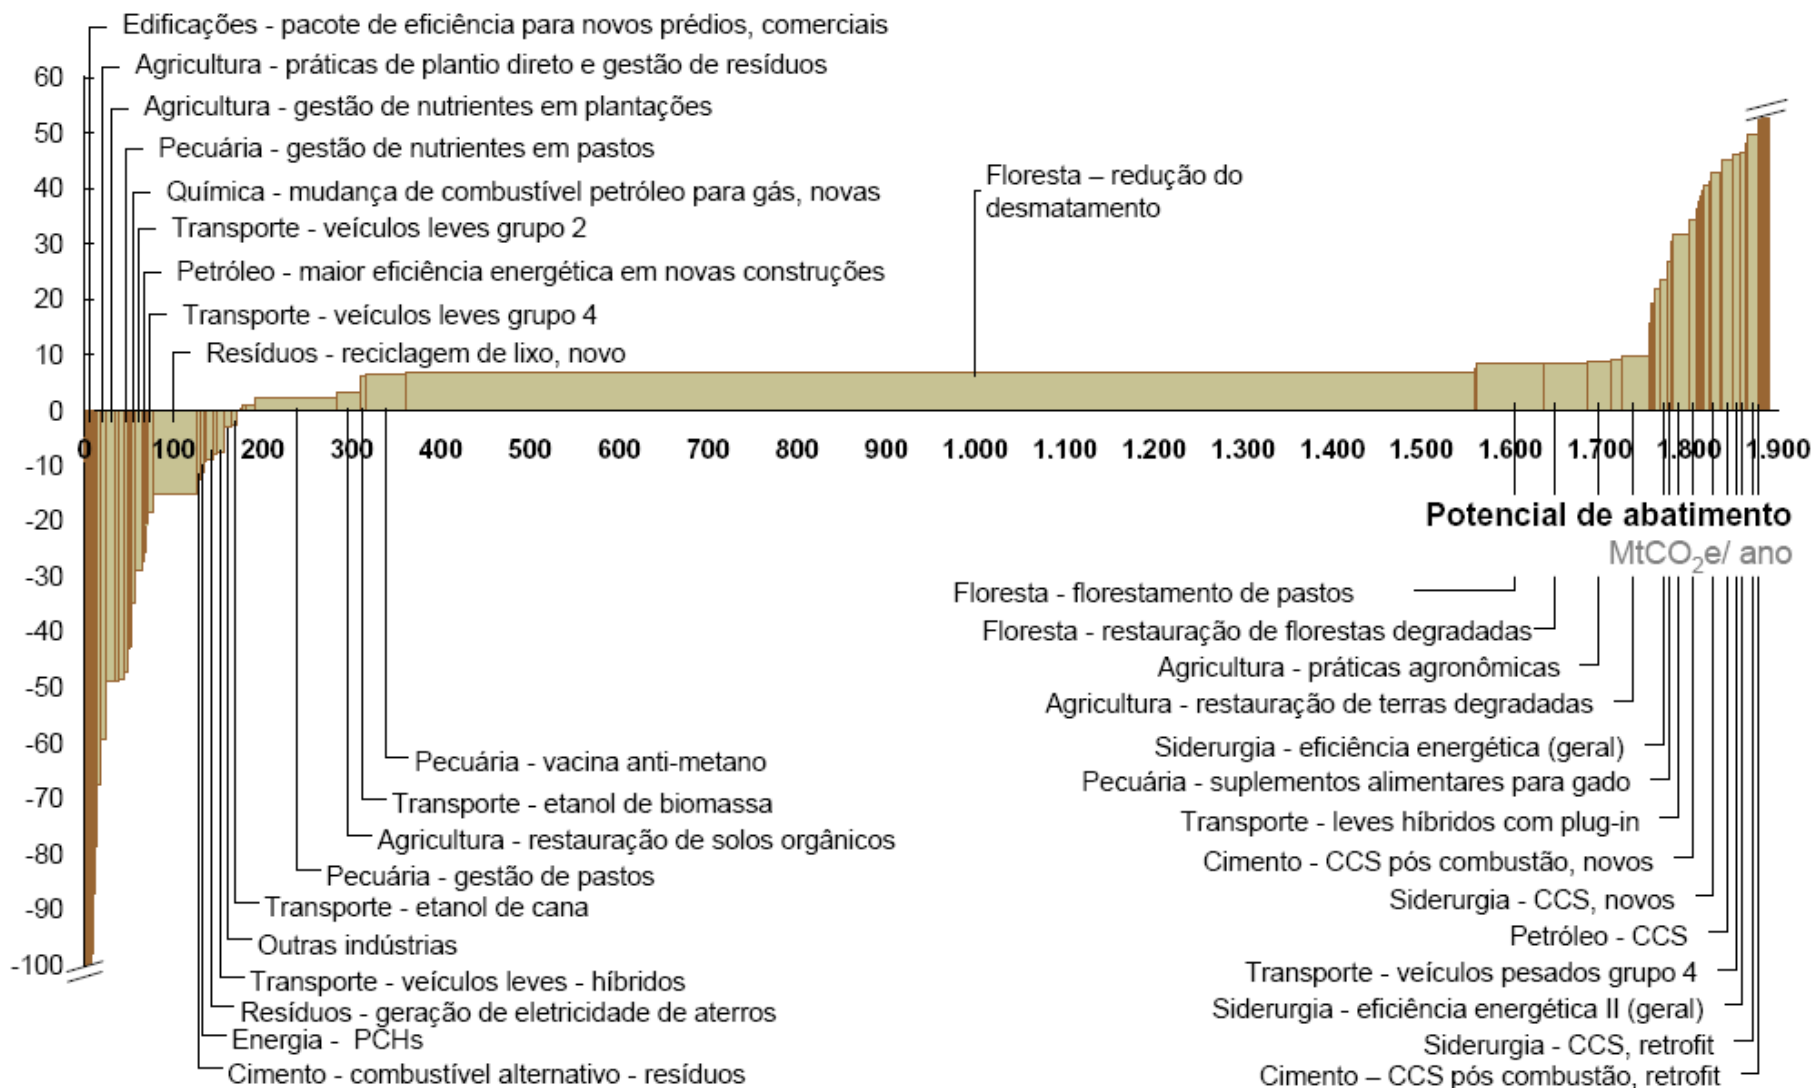 Edificações - pacote de eficiência para novos prédios, comerciais
Agricultura - práticas de plantio direto e gestão de resíduos
60
Agricultura - gestão de nutrientes em plantações
50
Pecuária - gestão de nutrientes em pastos
Floresta – redução do
desmatamento
40
Química - mudança de combustível petróleo para gás, novas
Transporte - veículos leves grupo 2
30
Petróleo - maior eficiência energética em novas construções
20
Transporte - veículos leves grupo 4
10
Resíduos - reciclagem de lixo, novo
0
0 100 200 300 400 500 600 700 800 900 1.000 1.100 1.200 1.300 1.400 1.500 1.600 1.700 1.800 1.900
-10
-20
Potencial de abatimento
MtCO₂e/ ano
-30
Floresta - florestamento de pastos
-40
Floresta - restauração de florestas degradadas
Agricultura - práticas agronômicas
-50
Agricultura - restauração de terras degradadas
-60
Siderurgia - eficiência energética (geral)
Pecuária - vacina anti-metano
Pecuária - suplementos alimentares para gado
-70
Transporte - etanol de biomassa
Transporte - leves híbridos com plug-in
Agricultura - restauração de solos orgânicos
-80
Cimento - CCS pós combustão, novos
Pecuária - gestão de pastos
Siderurgia - CCS, novos
-90
Transporte - etanol de cana
Petróleo - CCS
Outras indústrias
-100
Transporte - veículos pesados grupo 4
Transporte - veículos leves - híbridos
Siderurgia - eficiência energética II (geral)
Resíduos - geração de eletricidade de aterros
Energia - PCHs
Siderurgia - CCS, retrofit
Cimento - combustível alternativo - resíduos
Cimento – CCS pós combustão, retrofit